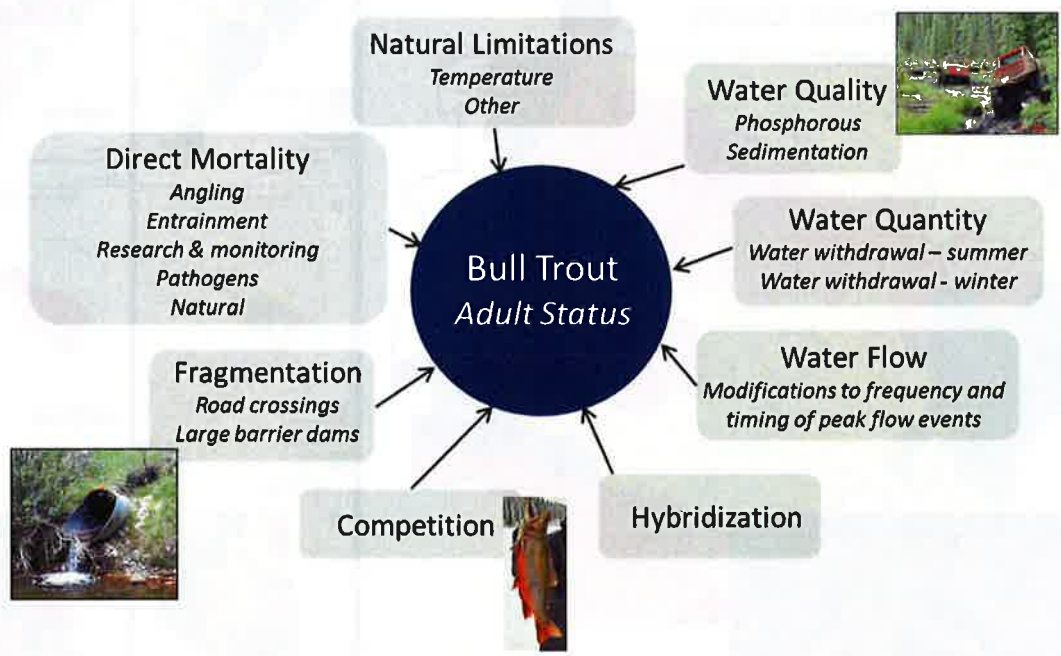 Natural Limitations
Temperature
Other
Water Quality
Phosphorous
Sedimentation
Direct Mortality
Angling
Entrainment
Research & monitoring
Pathogens
Natural
Water Quantity
Water withdrawal – summer
Water withdrawal - winter
Bull Trout
Adult Status
Fragmentation
Road crossings
Large barrier dams
Water Flow
Modifications to frequency and
timing of peak flow events
Competition
Hybridization